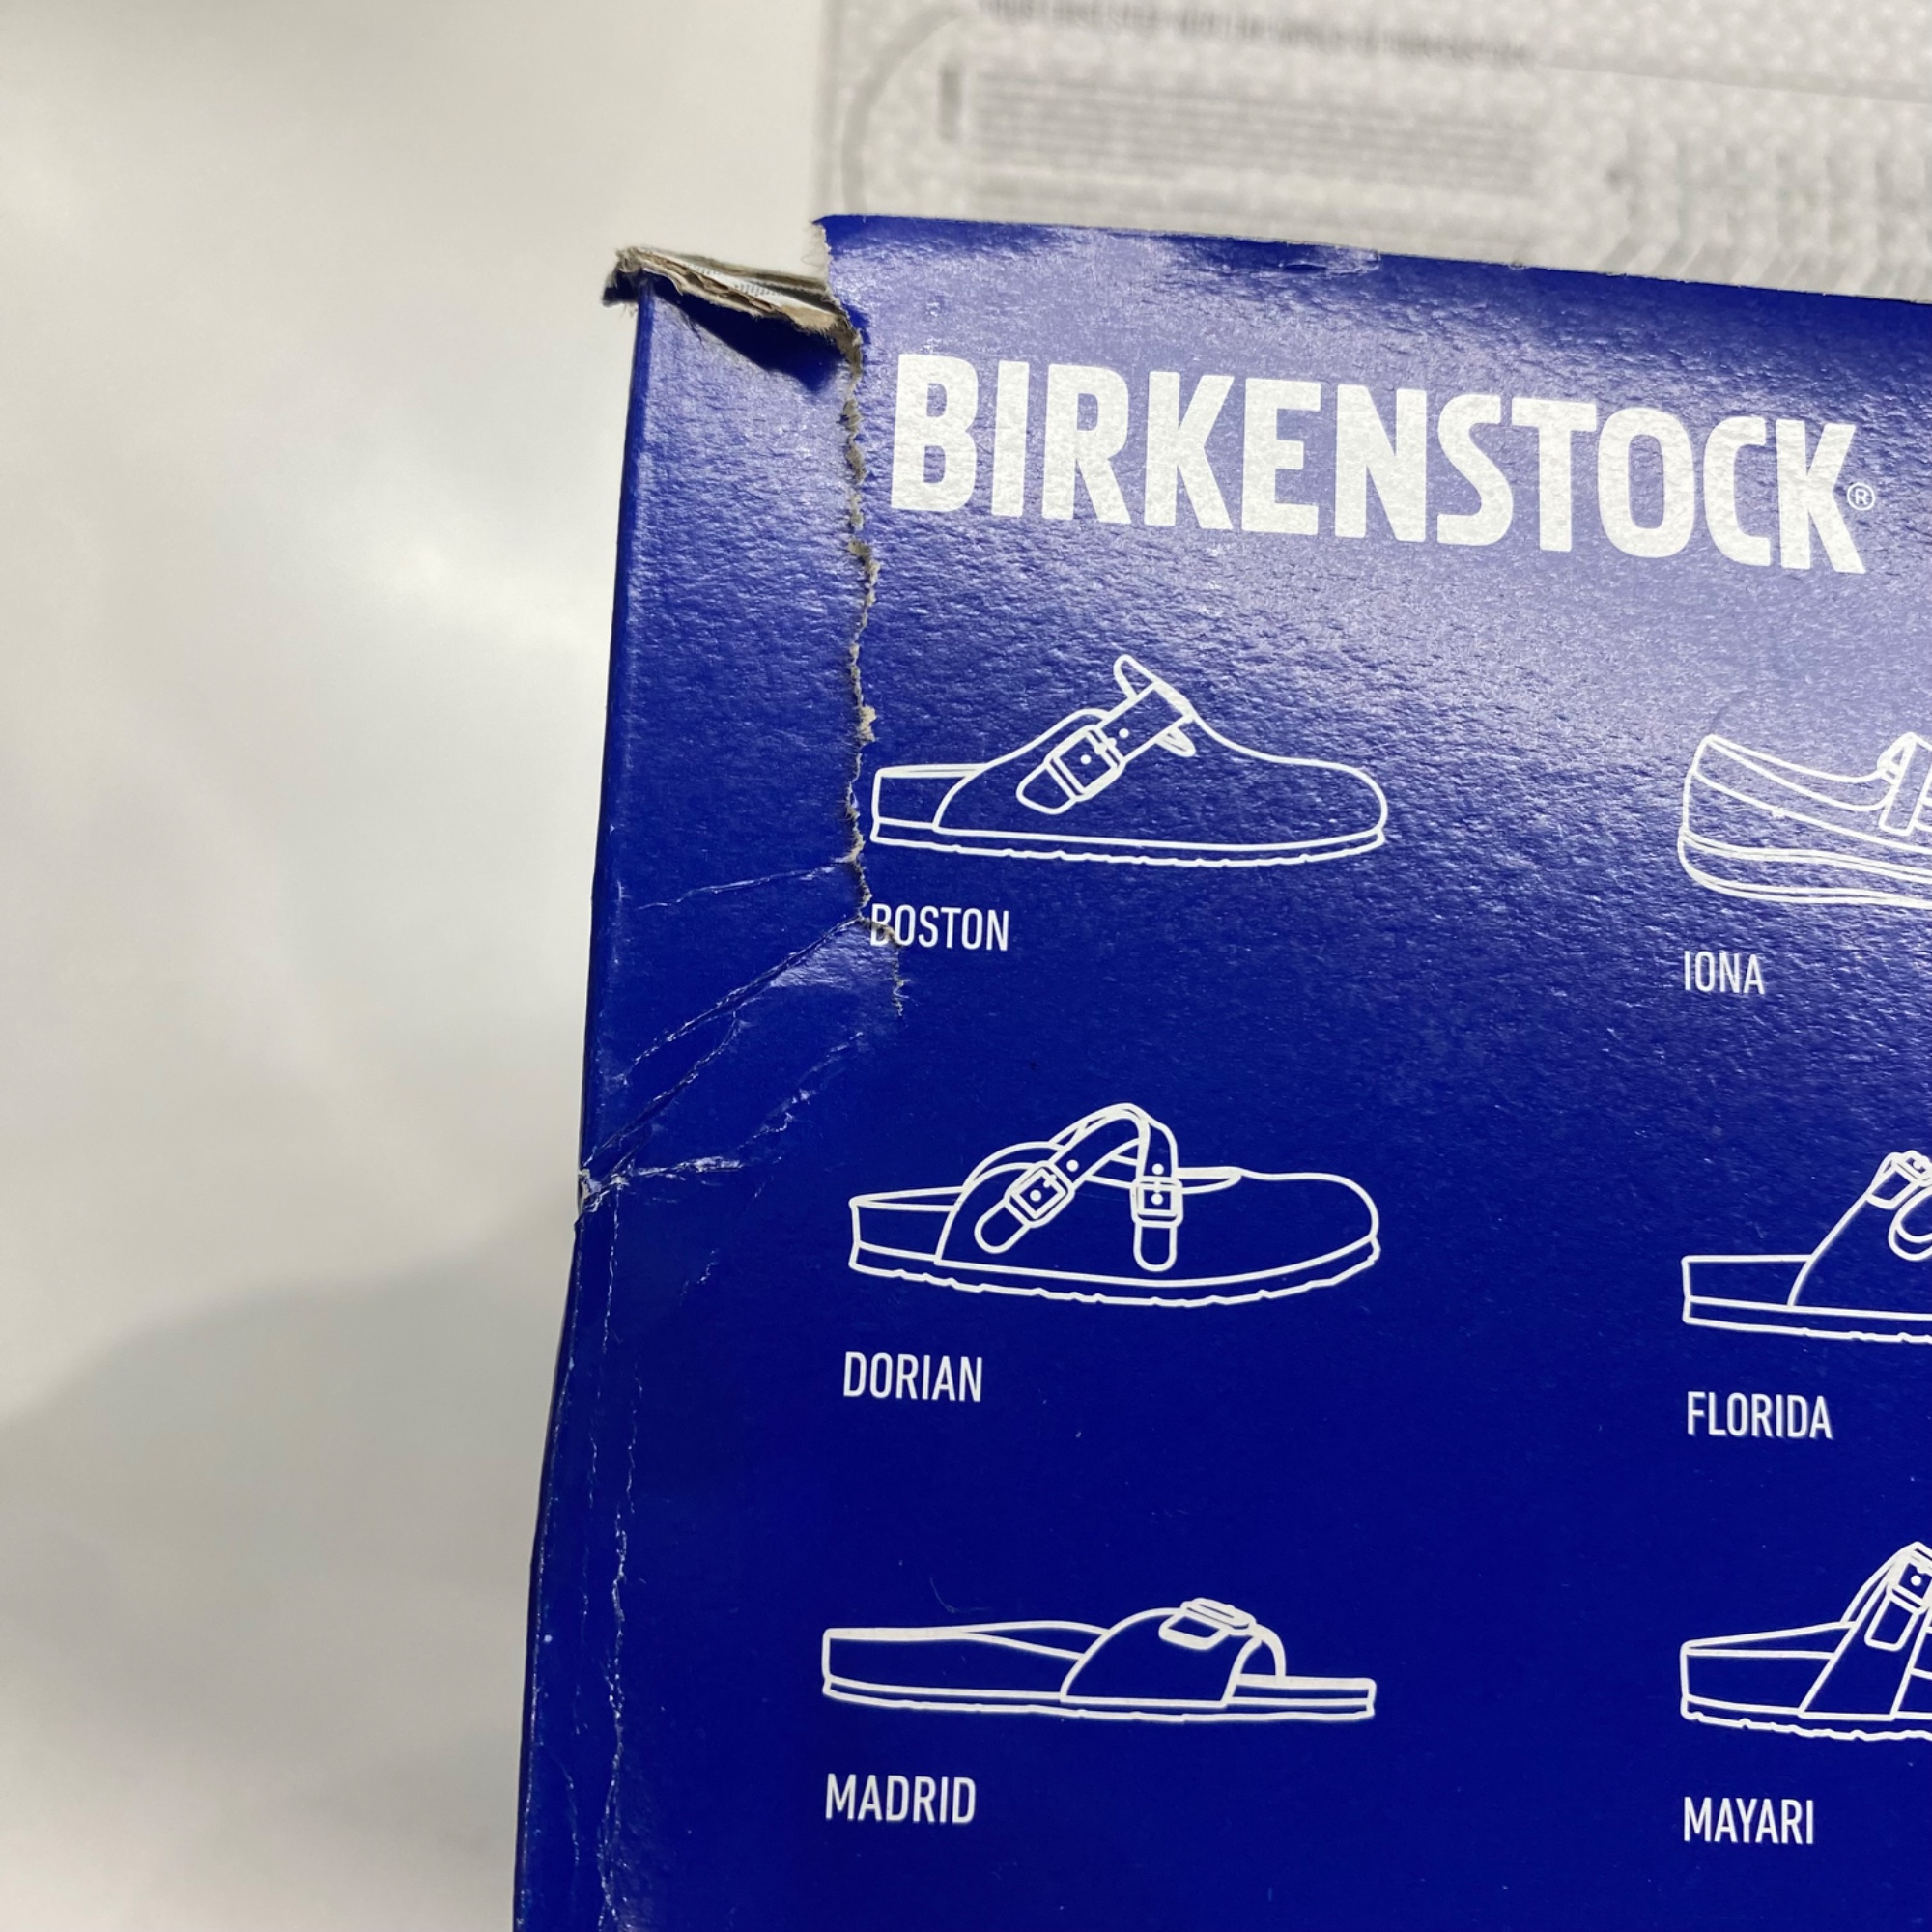 BIRKENSTOCK®
BOSTON
IONA
DORIAN
FLORIDA
MADRID
MAYARI